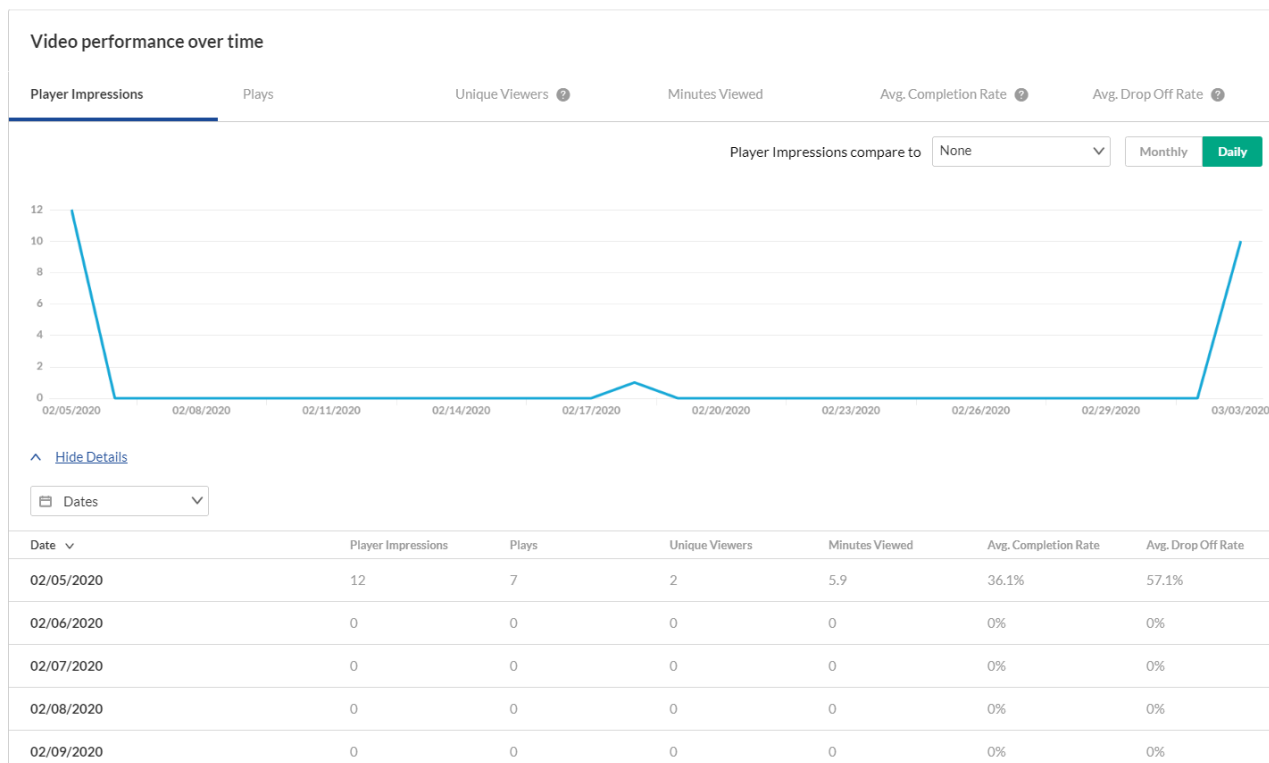 Video performance over time
Player Impressions Plays Unique Viewers ? Minutes Viewed Avg. Completion Rate ? Avg. Drop Off Rate ?
Player Impressions compare to None Monthly Daily
12
10
8
6
4
2
0
02/05/2020 02/08/2020 02/11/2020 02/14/2020 02/17/2020 02/20/2020 02/23/2020 02/26/2020 02/29/2020 03/03/2020
Hide Details
Dates
Date Player Impressions Plays Unique Viewers Minutes Viewed Avg. Completion Rate Avg. Drop Off Rate
02/05/2020 12 7 2 5.9 36.1% 57.1%
02/06/2020 0 0 0 0 0% 0%
02/07/2020 0 0 0 0 0% 0%
02/08/2020 0 0 0 0 0% 0%
02/09/2020 0 0 0 0 0% 0%